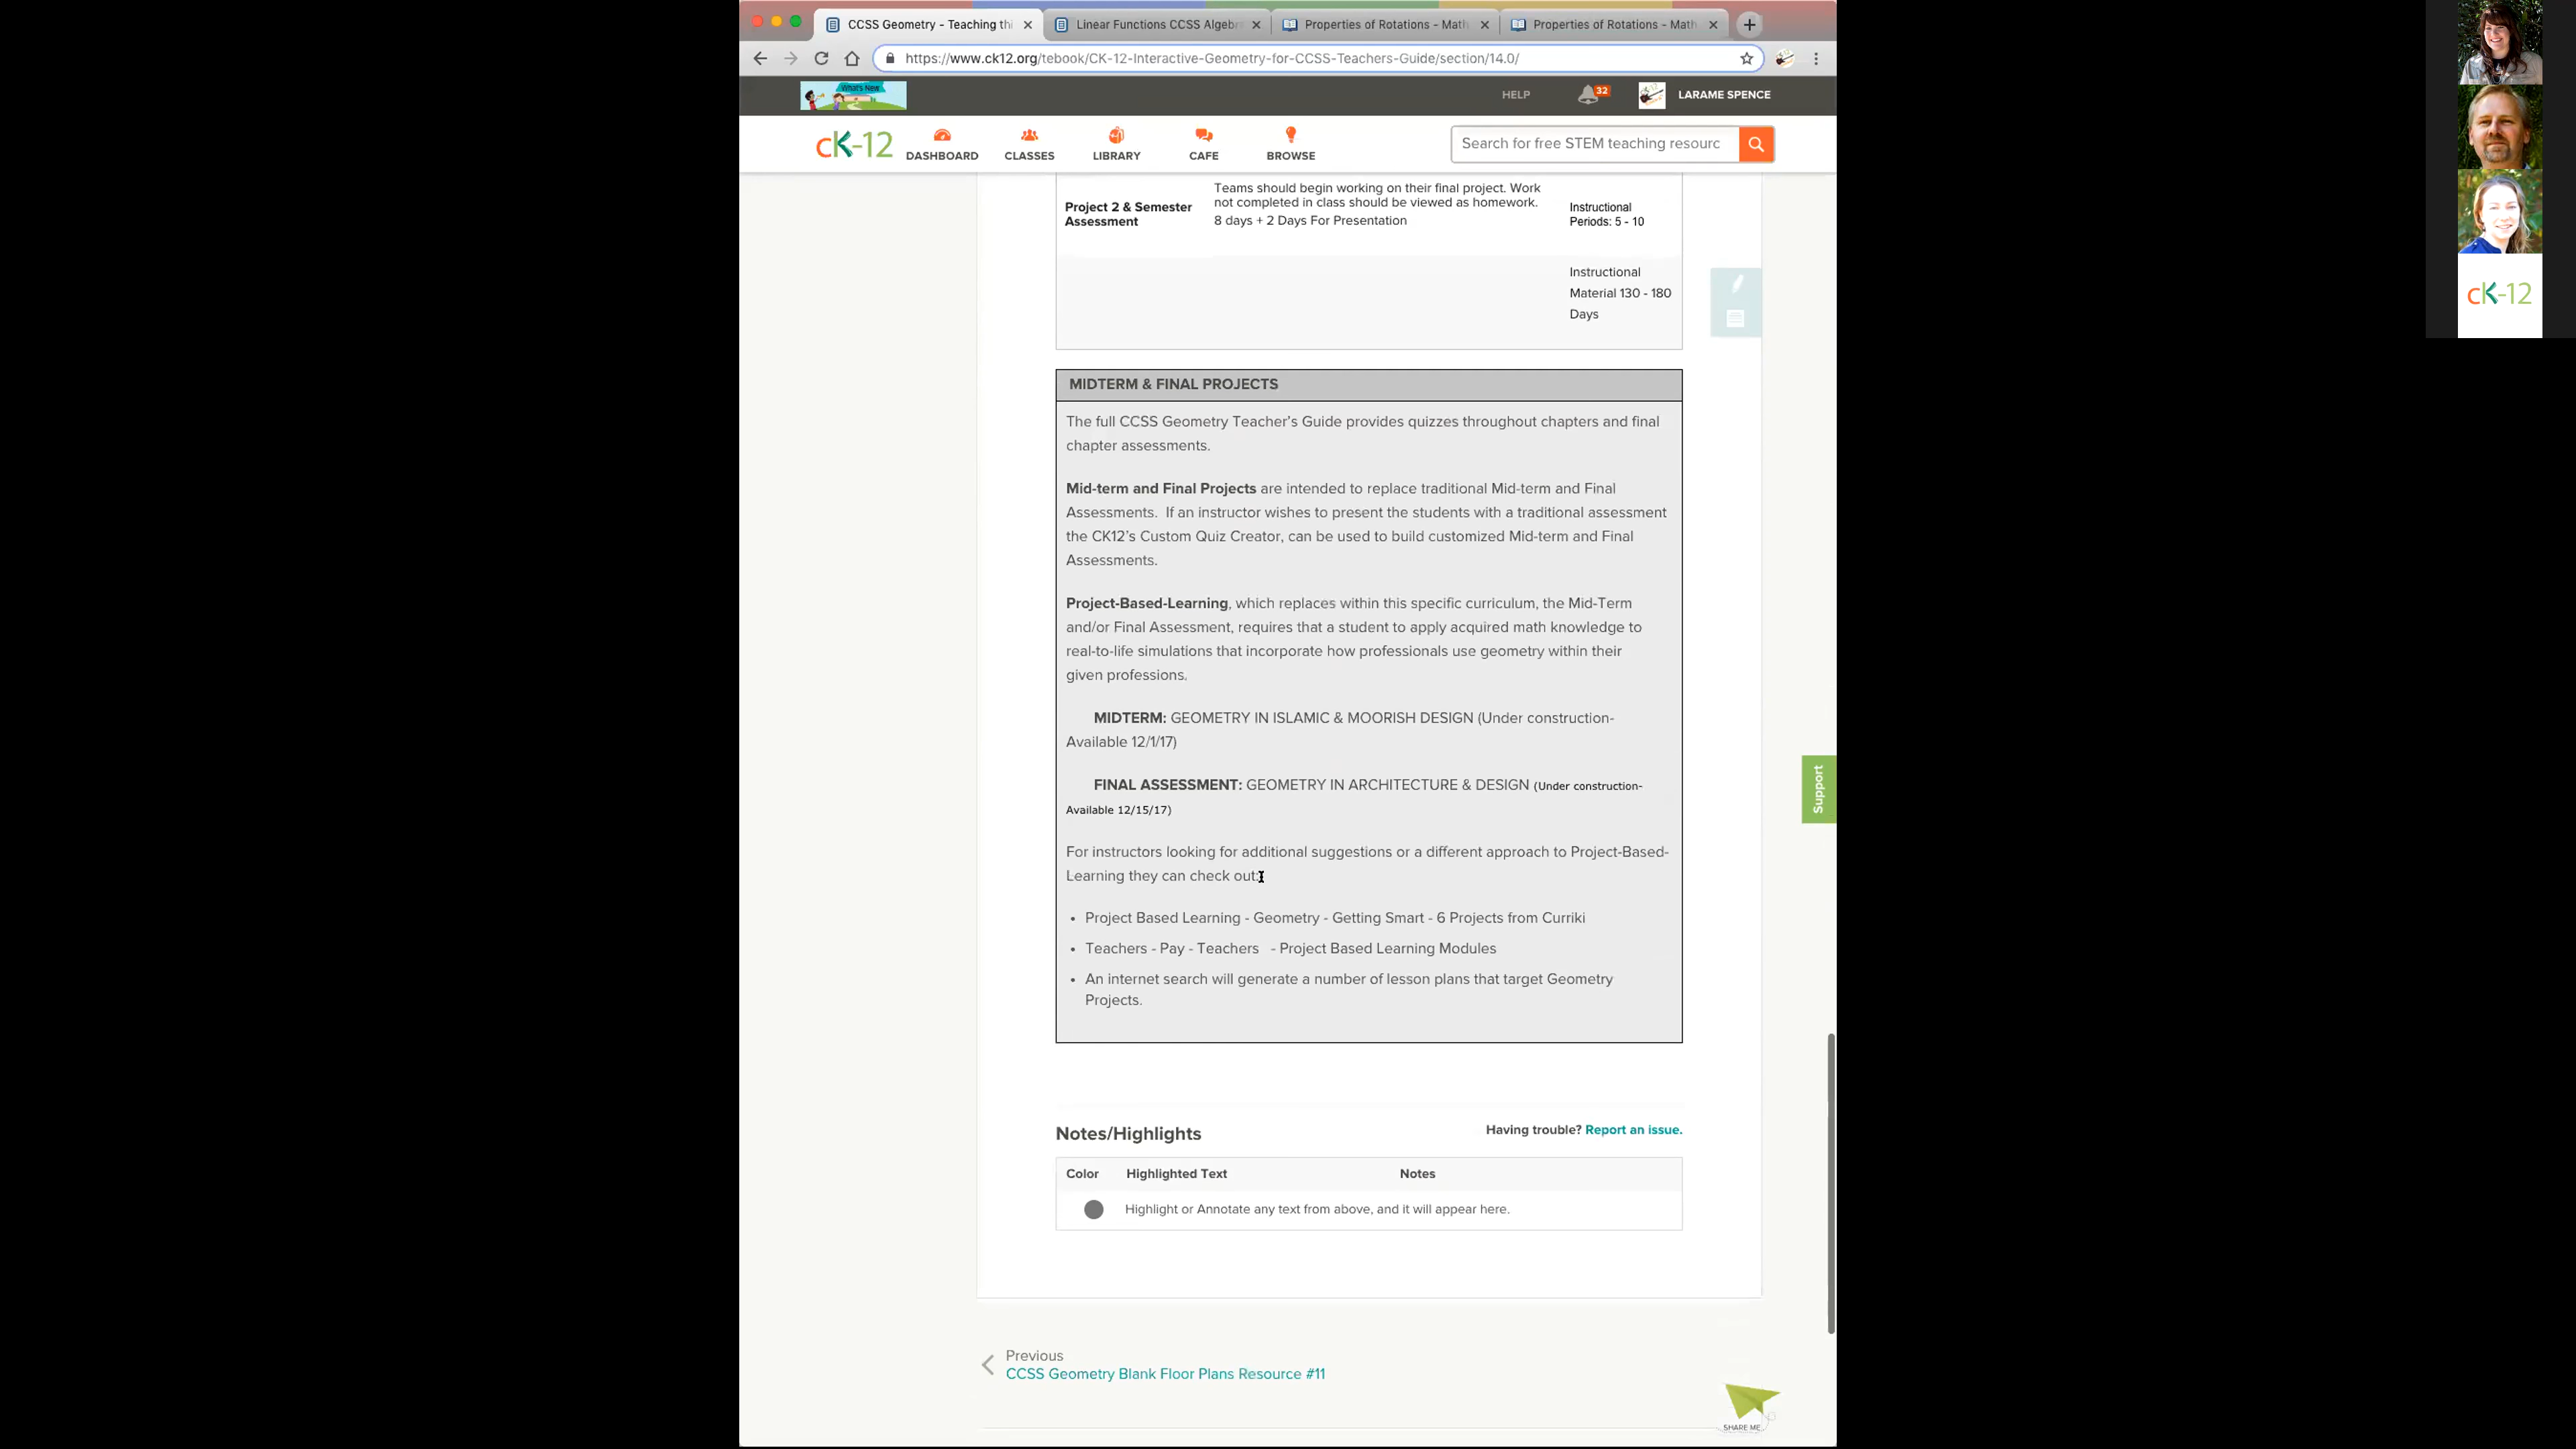 CCSS Geometry - Teaching thi
Linear Functions CCSS Algebr
Properties of Rotations - Math
Properties of Rotations - Math
https://www.ck12.org/tebook/CK-12-Interactive-Geometry-for-CCSS-Teachers-Guide/section/14.0/
What's New
HELP
32
LARAME SPENCE
cK-12
DASHBOARD
CLASSES
LIBRARY
CAFE
BROWSE
Search for free STEM teaching resourc
Project 2 & Semester
Assessment
Teams should begin working on their final project. Work
not completed in class should be viewed as homework.
8 days + 2 Days For Presentation
Instructional
Periods: 5 - 10
Instructional
Material 130 - 180
Days
MIDTERM & FINAL PROJECTS
The full CCSS Geometry Teacher's Guide provides quizzes throughout chapters and final
chapter assessments.
Mid-term and Final Projects are intended to replace traditional Mid-term and Final
Assessments.  If an instructor wishes to present the students with a traditional assessment
the CK12's Custom Quiz Creator, can be used to build customized Mid-term and Final
Assessments.
Project-Based-Learning, which replaces within this specific curriculum, the Mid-Term
and/or Final Assessment, requires that a student to apply acquired math knowledge to
real-to-life simulations that incorporate how professionals use geometry within their
given professions.
MIDTERM: GEOMETRY IN ISLAMIC & MOORISH DESIGN (Under construction-
Available 12/1/17)
FINAL ASSESSMENT: GEOMETRY IN ARCHITECTURE & DESIGN (Under construction-
Available 12/15/17)
For instructors looking for additional suggestions or a different approach to Project-Based-
Learning they can check out:
• Project Based Learning - Geometry - Getting Smart - 6 Projects from Curriki
• Teachers - Pay - Teachers   - Project Based Learning Modules
• An internet search will generate a number of lesson plans that target Geometry
Projects.
Support
Notes/Highlights
Having trouble? Report an issue.
Color
Highlighted Text
Notes
Highlight or Annotate any text from above, and it will appear here.
Previous
CCSS Geometry Blank Floor Plans Resource #11
SHARE ME
cK-12